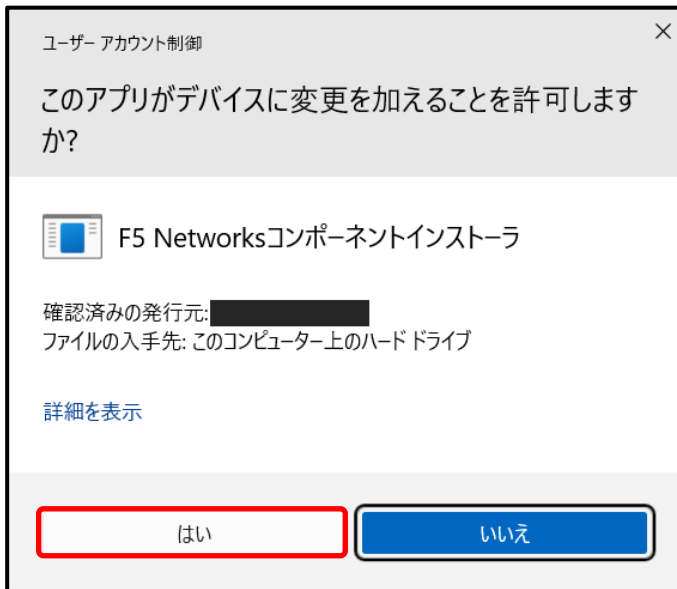 ユーザー アカウント制御
このアプリがデバイスに変更を加えることを許可します
か?
F5 Networksコンポーネントインストーラ
確認済みの発行元:
ファイルの入手先: このコンピューター上のハード ドライブ
詳細を表示
はい
いいえ